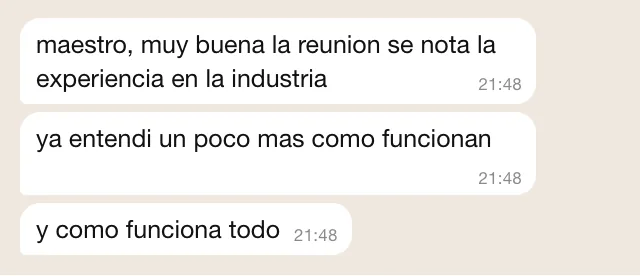 maestro, muy buena la reunion se nota la
experiencia en la industria
21:48
ya entendi un poco mas como funcionan
21:48
y como funciona todo 21:48